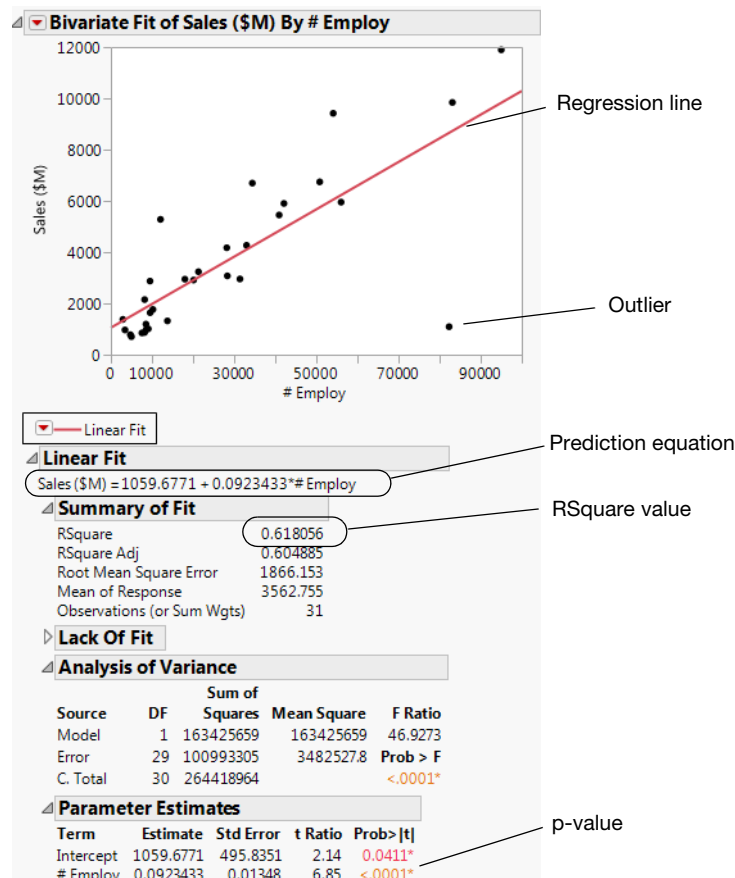 Bivariate Fit of Sales ($M) By # Employ
12000
10000
8000
6000
4000
2000
0
Sales ($M)
0 10000 30000 50000 70000 90000
# Employ
Regression line
Outlier
Linear Fit
Linear Fit
Prediction equation
Sales ($M) = 1059.6771 + 0.0923433*# Employ
Summary of Fit
RSquare value
RSquare 0.618056
RSquare Adj 0.604885
Root Mean Square Error 1866.153
Mean of Response 3562.755
Observations (or Sum Wgts) 31
Lack Of Fit
Analysis of Variance
Sum of
Source DF Squares Mean Square F Ratio
Model 1 163425659 163425659 46.9273
Error 29 100993305 3482527.8 Prob > F
C. Total 30 264418964 <.0001*
Parameter Estimates
p-value
Term Estimate Std Error t Ratio Prob>|t|
Intercept 1059.6771 495.8351 2.14 0.0411*
# Employ 0.0923433 0.01348 6.85 <.0001*